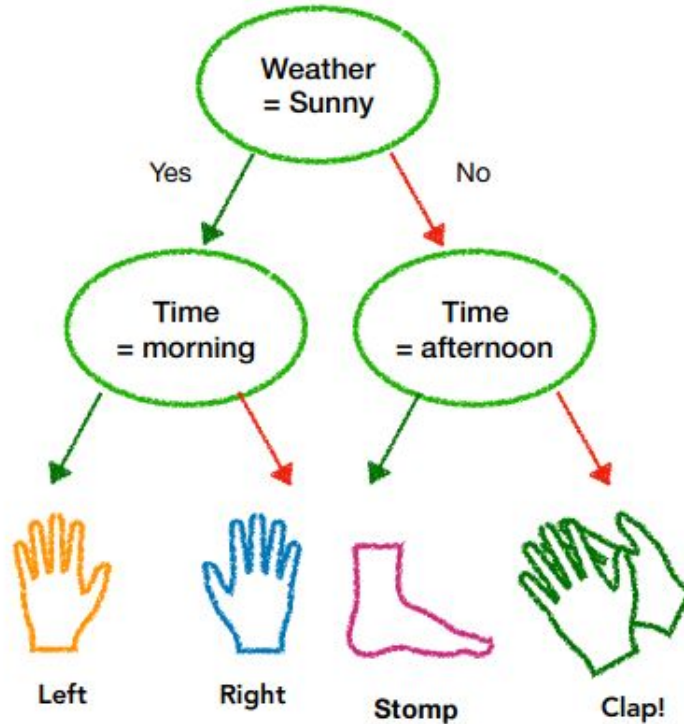 Weather
= Sunny
Yes
No
Time
= morning
Time
= afternoon
Left
Right
Stomp
Clap!